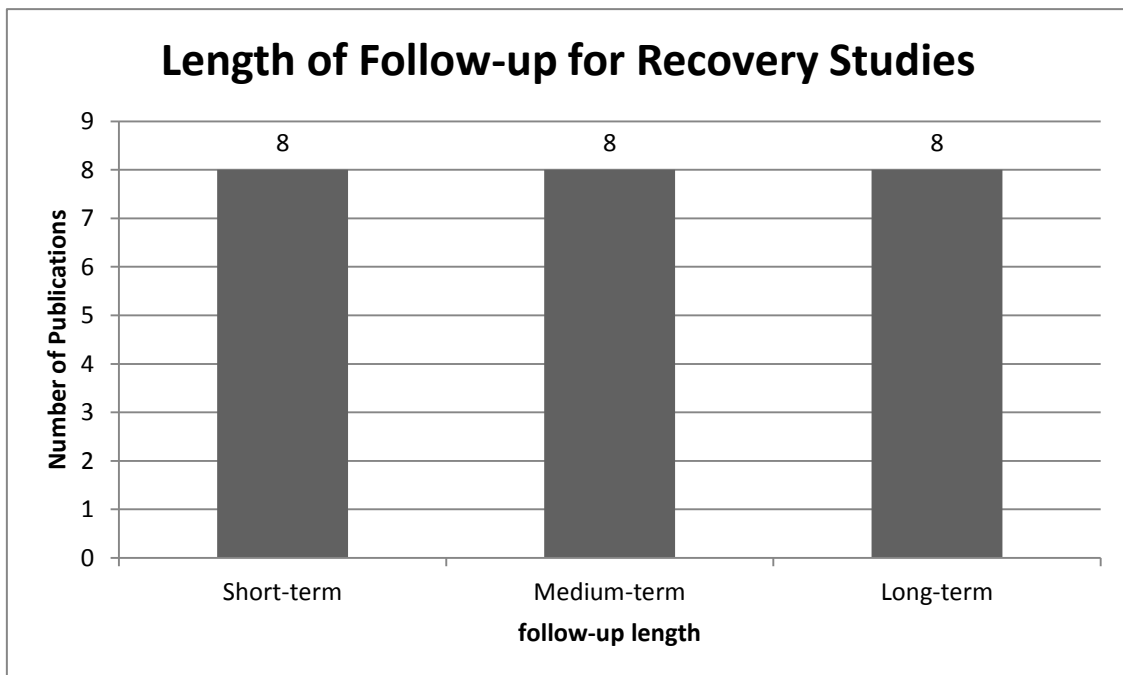 Length of Follow-up for Recovery Studies
9
8
7
6
5
4
3
2
1
0
Number of Publications
8 8 8
Short-term Medium-term Long-term
follow-up length